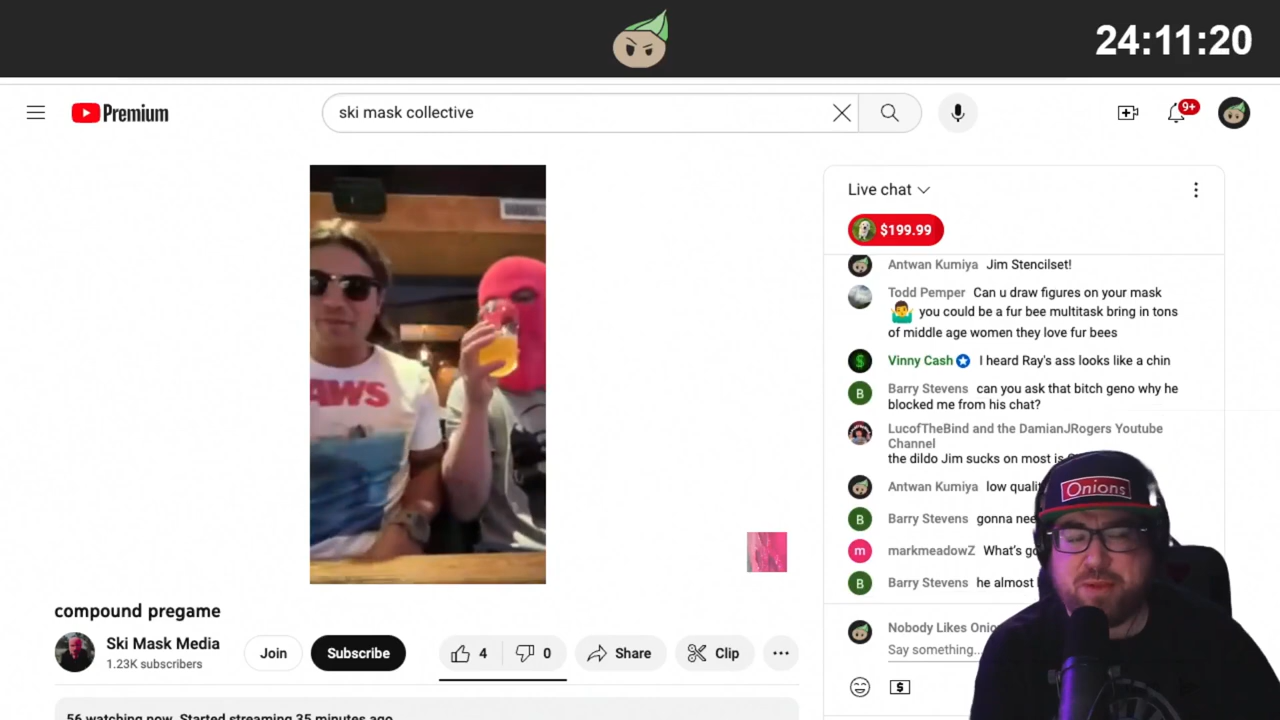 24:11:20
Premium
ski mask collective
9+
Live chat
$199.99
Antwan Kumiya Jim Stencilset!
Todd Pemper Can u draw figures on your mask
you could be a fur bee multitask bring in tons
of middle age women they love fur bees
Vinny Cash I heard Ray's ass looks like a chin
B Barry Stevens can you ask that bitch geno why he
blocked me from his chat?
LucofTheBind and the DamianJRogers Youtube
Channel
the dildo Jim sucks on most is
Antwan Kumiya low
B Barry Stevens gonna
m markmeadowZ What's
B Barry Stevens he almost
Nobody Likes
Say something...
$
Onions
AWS
compound pregame
Ski Mask Media
1.23K subscribers
Join
Subscribe
4
0
Share
Clip
56 watching now Started streaming 35 minutes ago